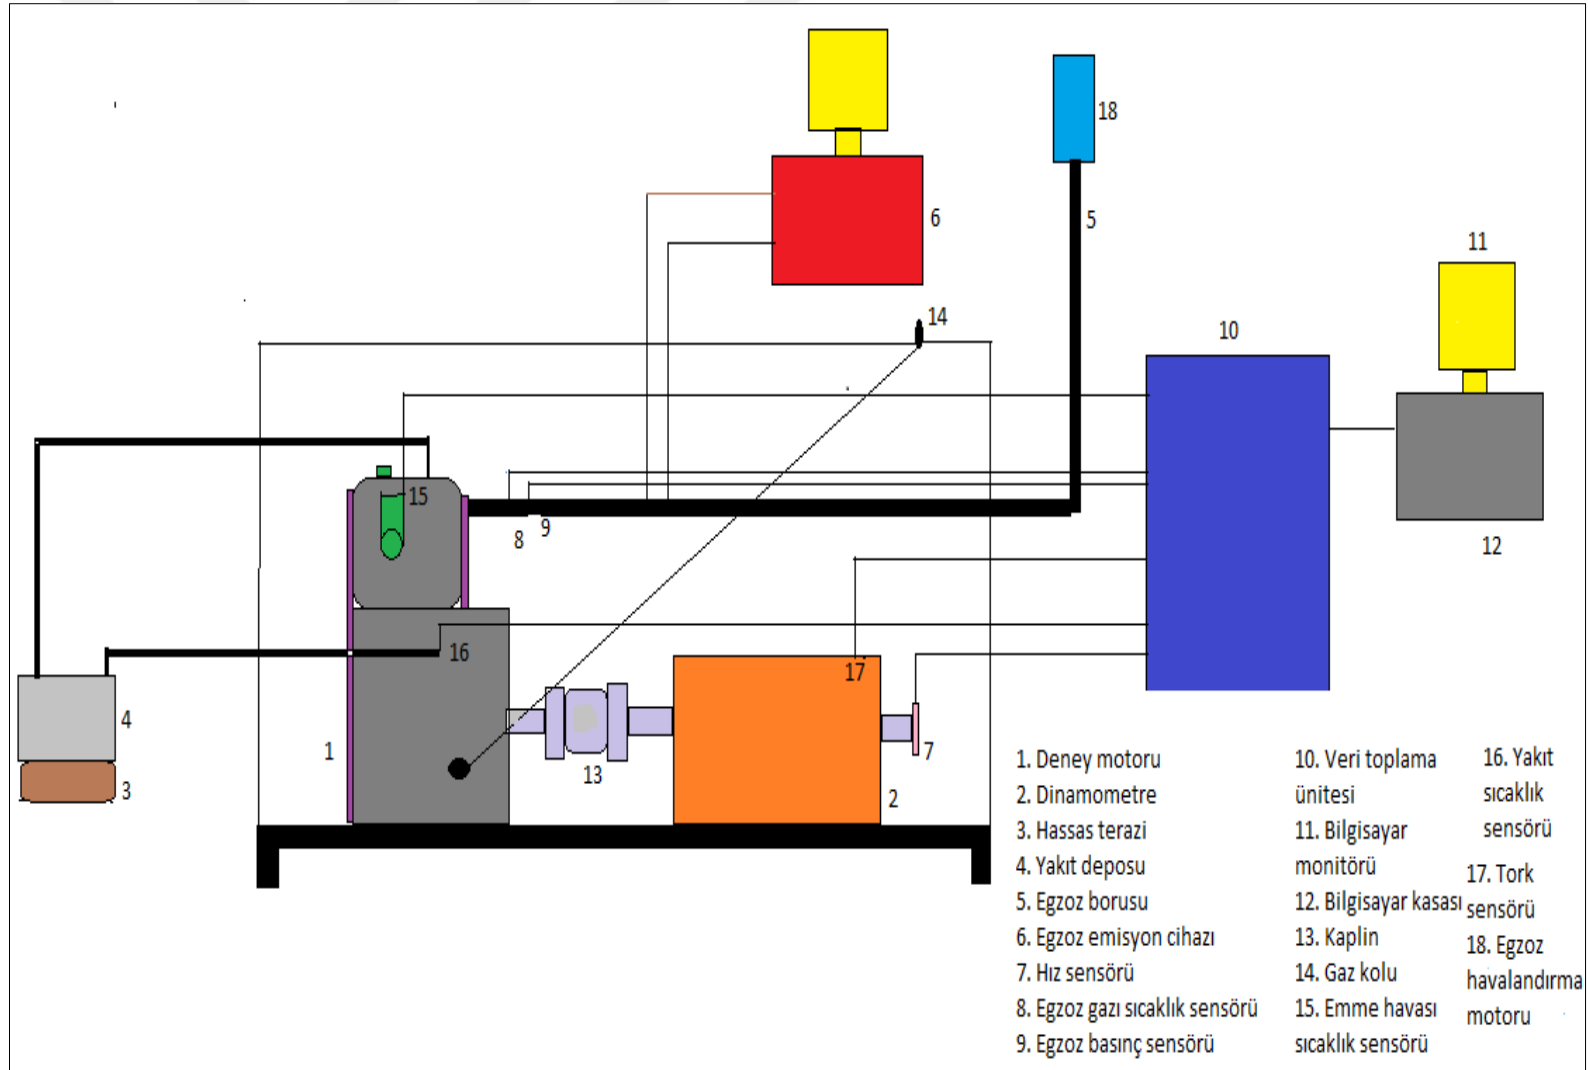 18
6
5
11
14
10
15
9
8
12
16
17
4
1
13
7
3
2
1. Deney motoru
2. Dinamometre
3. Hassas terazi
4. Yakıt deposu
5. Egzoz borusu
6. Egzoz emisyon cihazı
7. Hız sensörü
8. Egzoz gazı sıcaklık sensörü
9. Egzoz basınç sensörü
10. Veri toplama
ünitesi
11. Bilgisayar
monitörü
12. Bilgisayar kasası
13. Kaplin
14. Gaz kolu
15. Emme havası
sıcaklık sensörü
16. Yakıt
sıcaklık
sensörü
17. Tork
sensörü
18. Egzoz
havalandırma
motoru